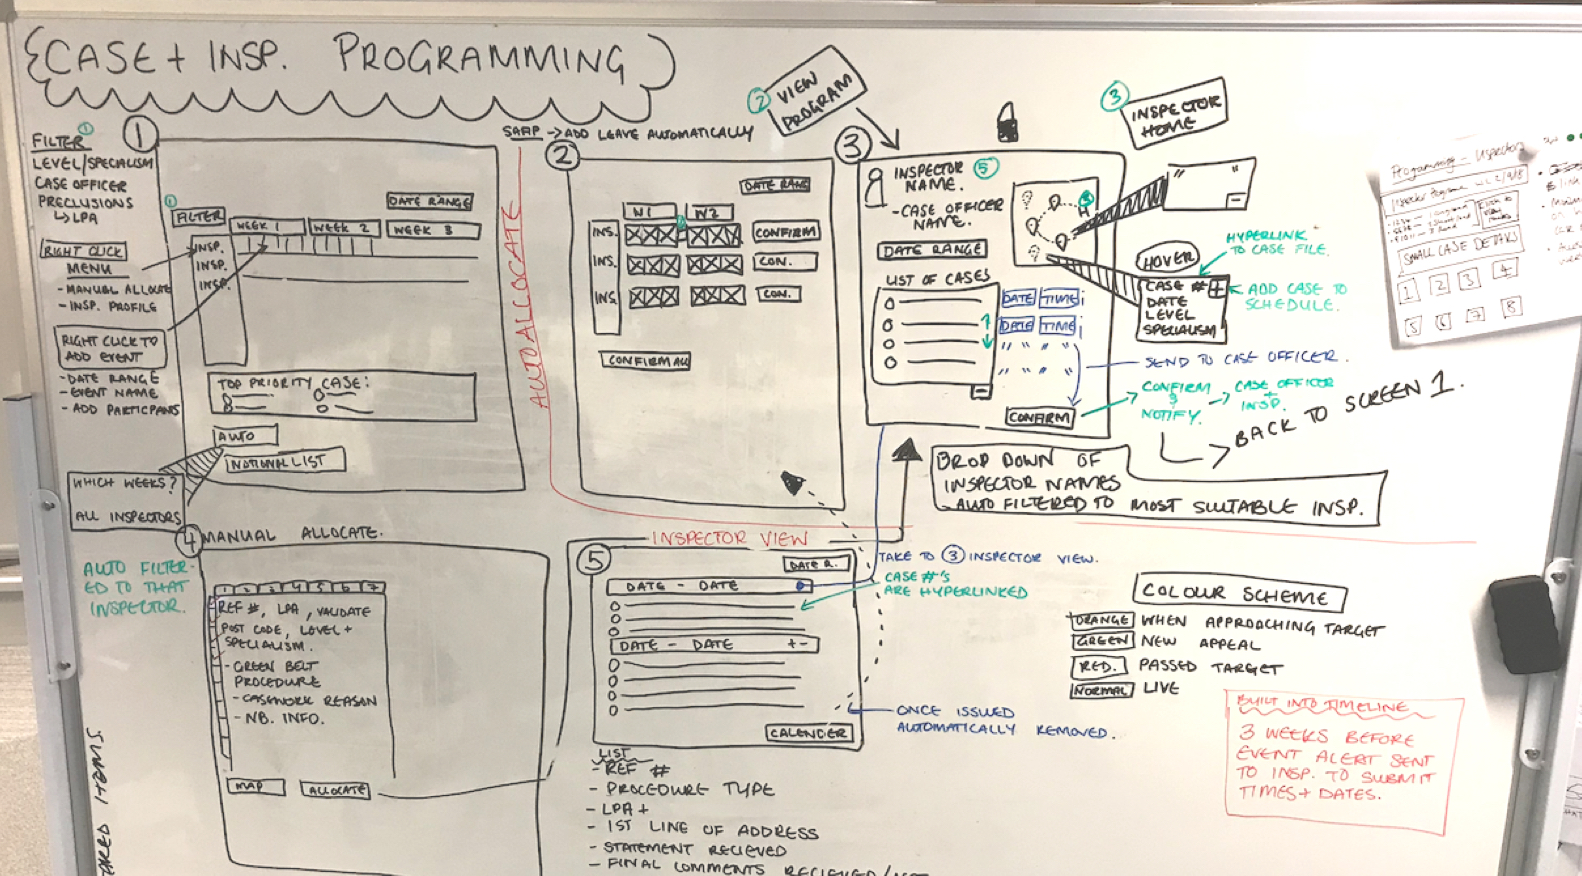 CASE + INSP. PROGRAMMING
FILTER 1
LEVEL/SPECIALISM
CASE OFFICER
PRECLUSIONS
↳ LPA
RIGHT CLICK
MENU
- MANUAL ALLOCATE
- INSP. PROFILE
RIGHT CLICK TO
ADD EVENT
- DATE RANGE
- EVENT NAME
- ADD PARTICPANTS
WHICH WEEKS?
ALL INSPECTORS
AUTO FILTER-
ED TO THAT
INSPECTOR.
1
DATE RANGE
1
FILTER
WEEK 1
WEEK 2
WEEK 3
INSP.
INSP.
INSP.
TOP PRIORITY CASE:
AUTO
NOTIONAL LIST
AUTO ALLOCATE
→ ADD LEAVE AUTOMATICALLY
2
DATE RANG
W1
W2
INS.
CONFIRM
INS.
CON.
INS.
CON.
CONFIRM ALL
2 VIEW
PROGRAM
3
INSPECTOR 5
NAME.
- CASE OFFICER
NAME.
DATE RANGE
LIST OF CASES
DATE TIME
DATE TIME
" " " "
" " " "
CONFIRM
3
INSPECTOR
HOME
H
" "
HOVER
CASE # +
DATE
LEVEL
SPECIALISM
HYPERLINK
TO CASE FILE.
ADD CASE TO
SCHEDULE.
SEND TO CASE OFFICER.
CONFIRM
&
NOTIFY.
→ CASE OFFICER
+
INSP.
BACK TO SCREEN 1.
DROP DOWN OF
INSPECTOR NAMES
- AUTO FILTERED TO MOST SUITABLE INSP.
4 MANUAL ALLOCATE.
1 2 3 4 5 6 7
REF #, LPA, VALIDATE
POST CODE, LEVEL +
SPECIALISM.
- GREEN BELT
PROCEDURE
- CASEWORK REASON
- NB. INFO.
MAP
ALLOCATE
INSPECTOR VIEW
5
DATE R.
DATE - DATE
DATE - DATE + -
CALENDER
TAKE TO 3 INSPECTOR VIEW.
CASE #'S
ARE HYPERLINKED
ONCE ISSUED
AUTOMATICALLY REMOVED.
LIST
- REF #
- PROCEDURE TYPE
- LPA +
- 1ST LINE OF ADDRESS
- STATEMENT RECIEVED
- FINAL COMMENTS RECIEVED/
COLOUR SCHEME
ORANGE WHEN APPROACHING TARGET
GREEN NEW APPEAL
RED. PASSED TARGET
NORMAL LIVE
BUILT INTO TIMELINE
3 WEEKS BEFORE
EVENT ALERT SENT
TO INSP. TO SUBMIT
TIMES + DATES.
Programming - Inspector
SMALL CASE DETAILS
1 2 3 4
5 6 7 8
ITEMS